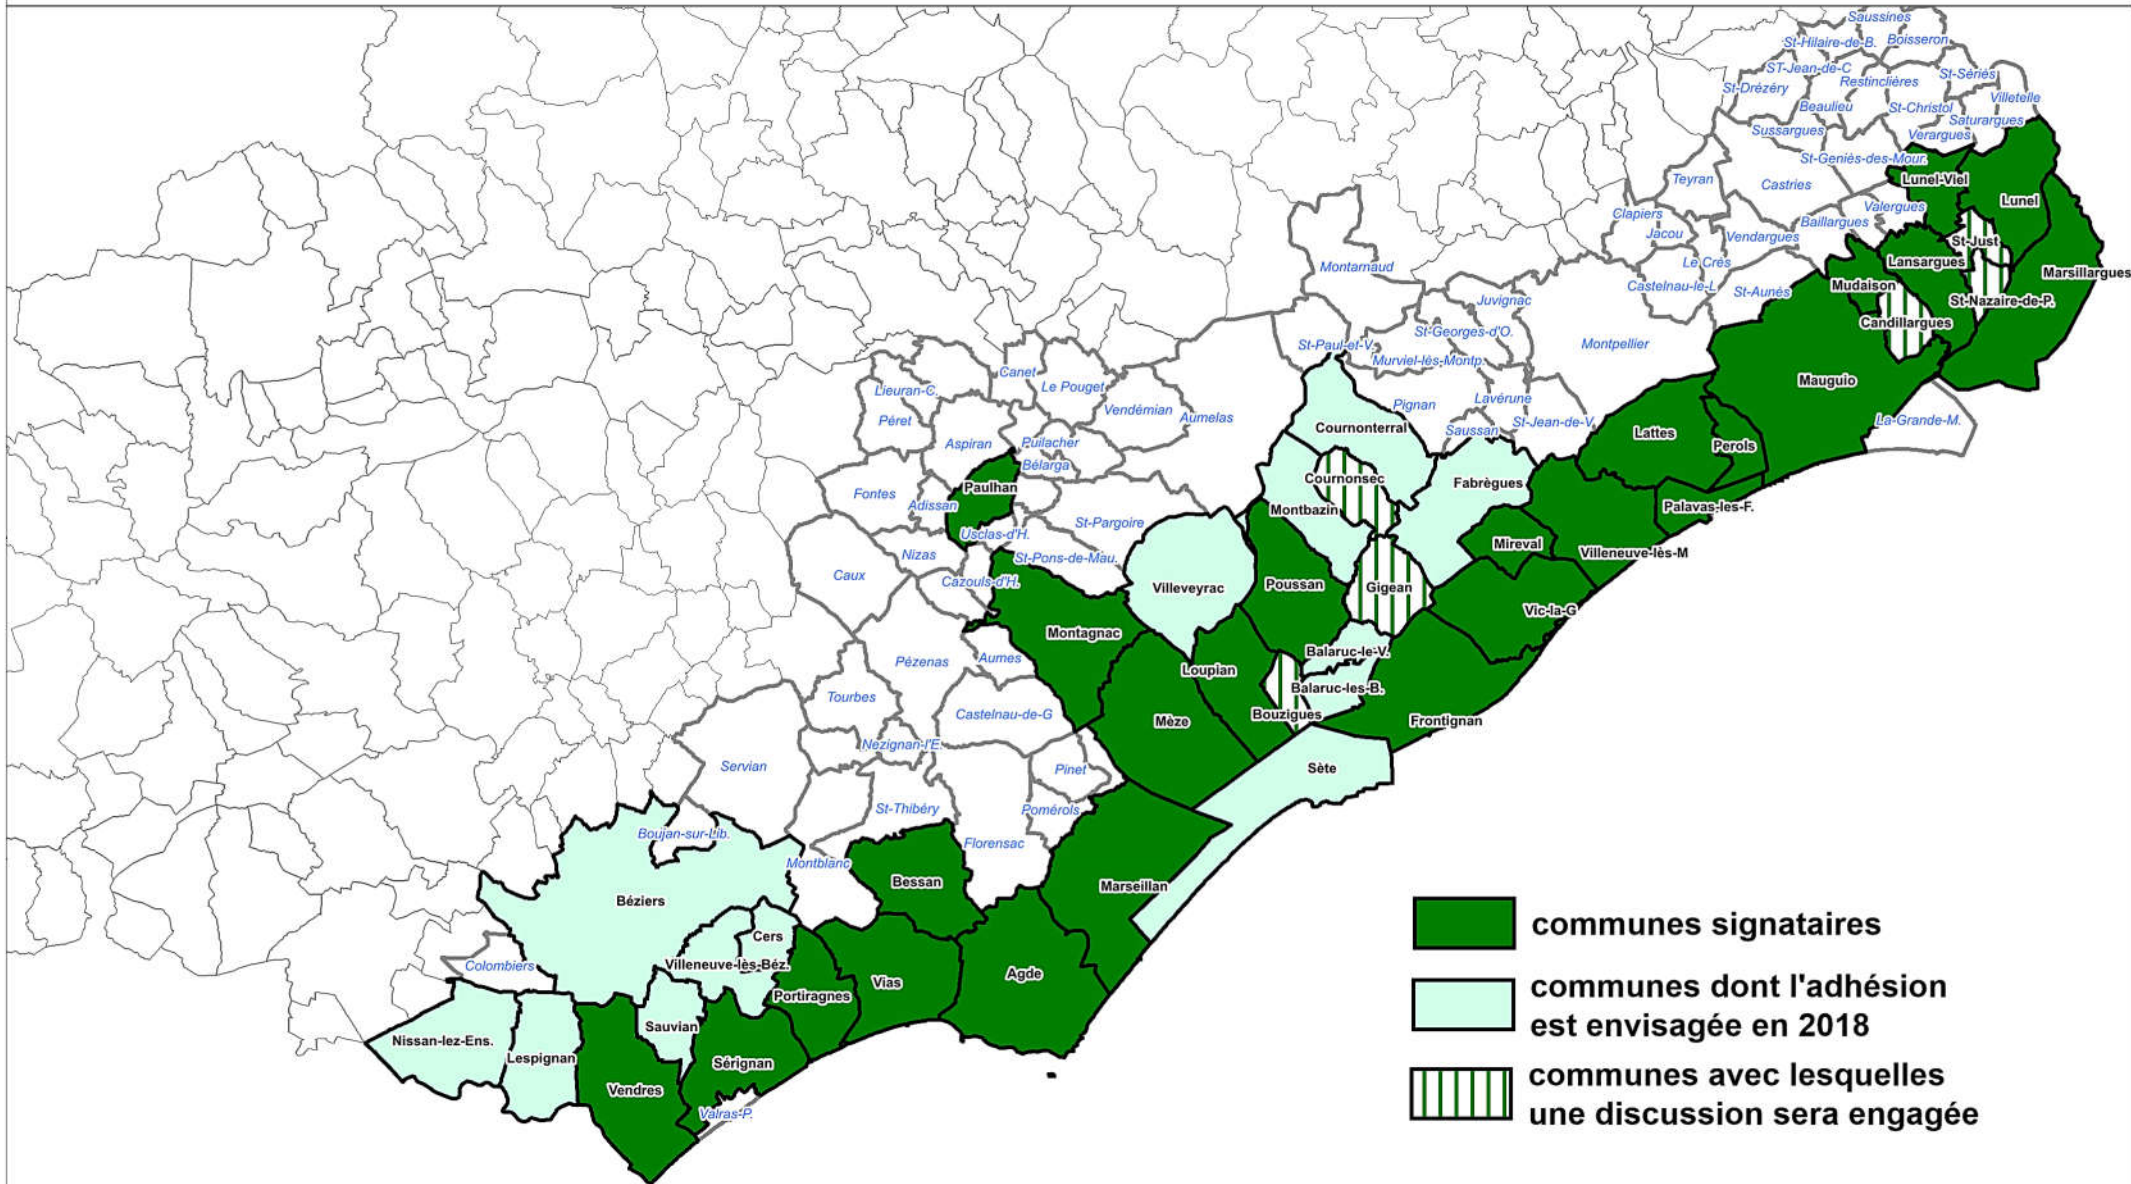 Saussines
St-Hilaire-de-B.
Boisseron
ST-Jean-de-C
St-Sériès
St-Drézéry
Restinclières
Villetelle
Beaulieu
St-Christol
Saturargues
Sussargues
Verargues
St-Geniès-des-Mour.
Teyran
Castries
Lunel-Viel
Lunel
Clapiers
Valergues
Jacou
Baillargues
Vendargues
St-Just
Le Crès
Lansargues
Montarnaud
Marsillargues
Castelnau-le-L
St-Aunés
Mudaison
Juvignac
St-Nazaire-de-P.
St-Georges-d'O.
Candillargues
St-Paul-et-V.
Montpellier
Murviel-lès-Montp.
Canet
Le Pouget
Mauguio
Lieuran-C.
Péret
Vendémian
Aumelas
Pignan
Lavérune
St-Jean-de-V
La-Grande-M.
Aspiran
Puilacher
Cournonterral
Saussan
Lattes
Perols
Bélarga
Paulhan
Cournonsec
Fabrègues
Fontes
Adissan
Montbazin
Palavas-les-F.
St-Pargoire
Usclas-d'H.
Mireval
Villeneuve-lès-M
Nizas
St-Pons-de-Mau.
Caux
Cazouls-d'H.
Villeveyrac
Poussan
Gigean
Vic-la-G
Montagnac
Pézenas
Aumes
Balaruc-le-V.
Loupian
Balaruc-les-B.
Tourbes
Castelnau-de-G
Bouzigues
Mèze
Frontignan
Nezignan-l'E.
Servian
Pinet
Sète
St-Thibéry
Pomérols
Boujan-sur-Lib.
Florensac
Montblanc
Bessan
Marseillan
Béziers
communes signataires
Cers
Villeneuve-lès-Béz.
Colombiers
Agde
Vias
Portiragnes
communes dont l'adhésion
est envisagée en 2018
Sauvian
Nissan-lez-Ens.
Lespignan
Sérignan
Vendres
Valras-P.
communes avec lesquelles
une discussion sera engagée